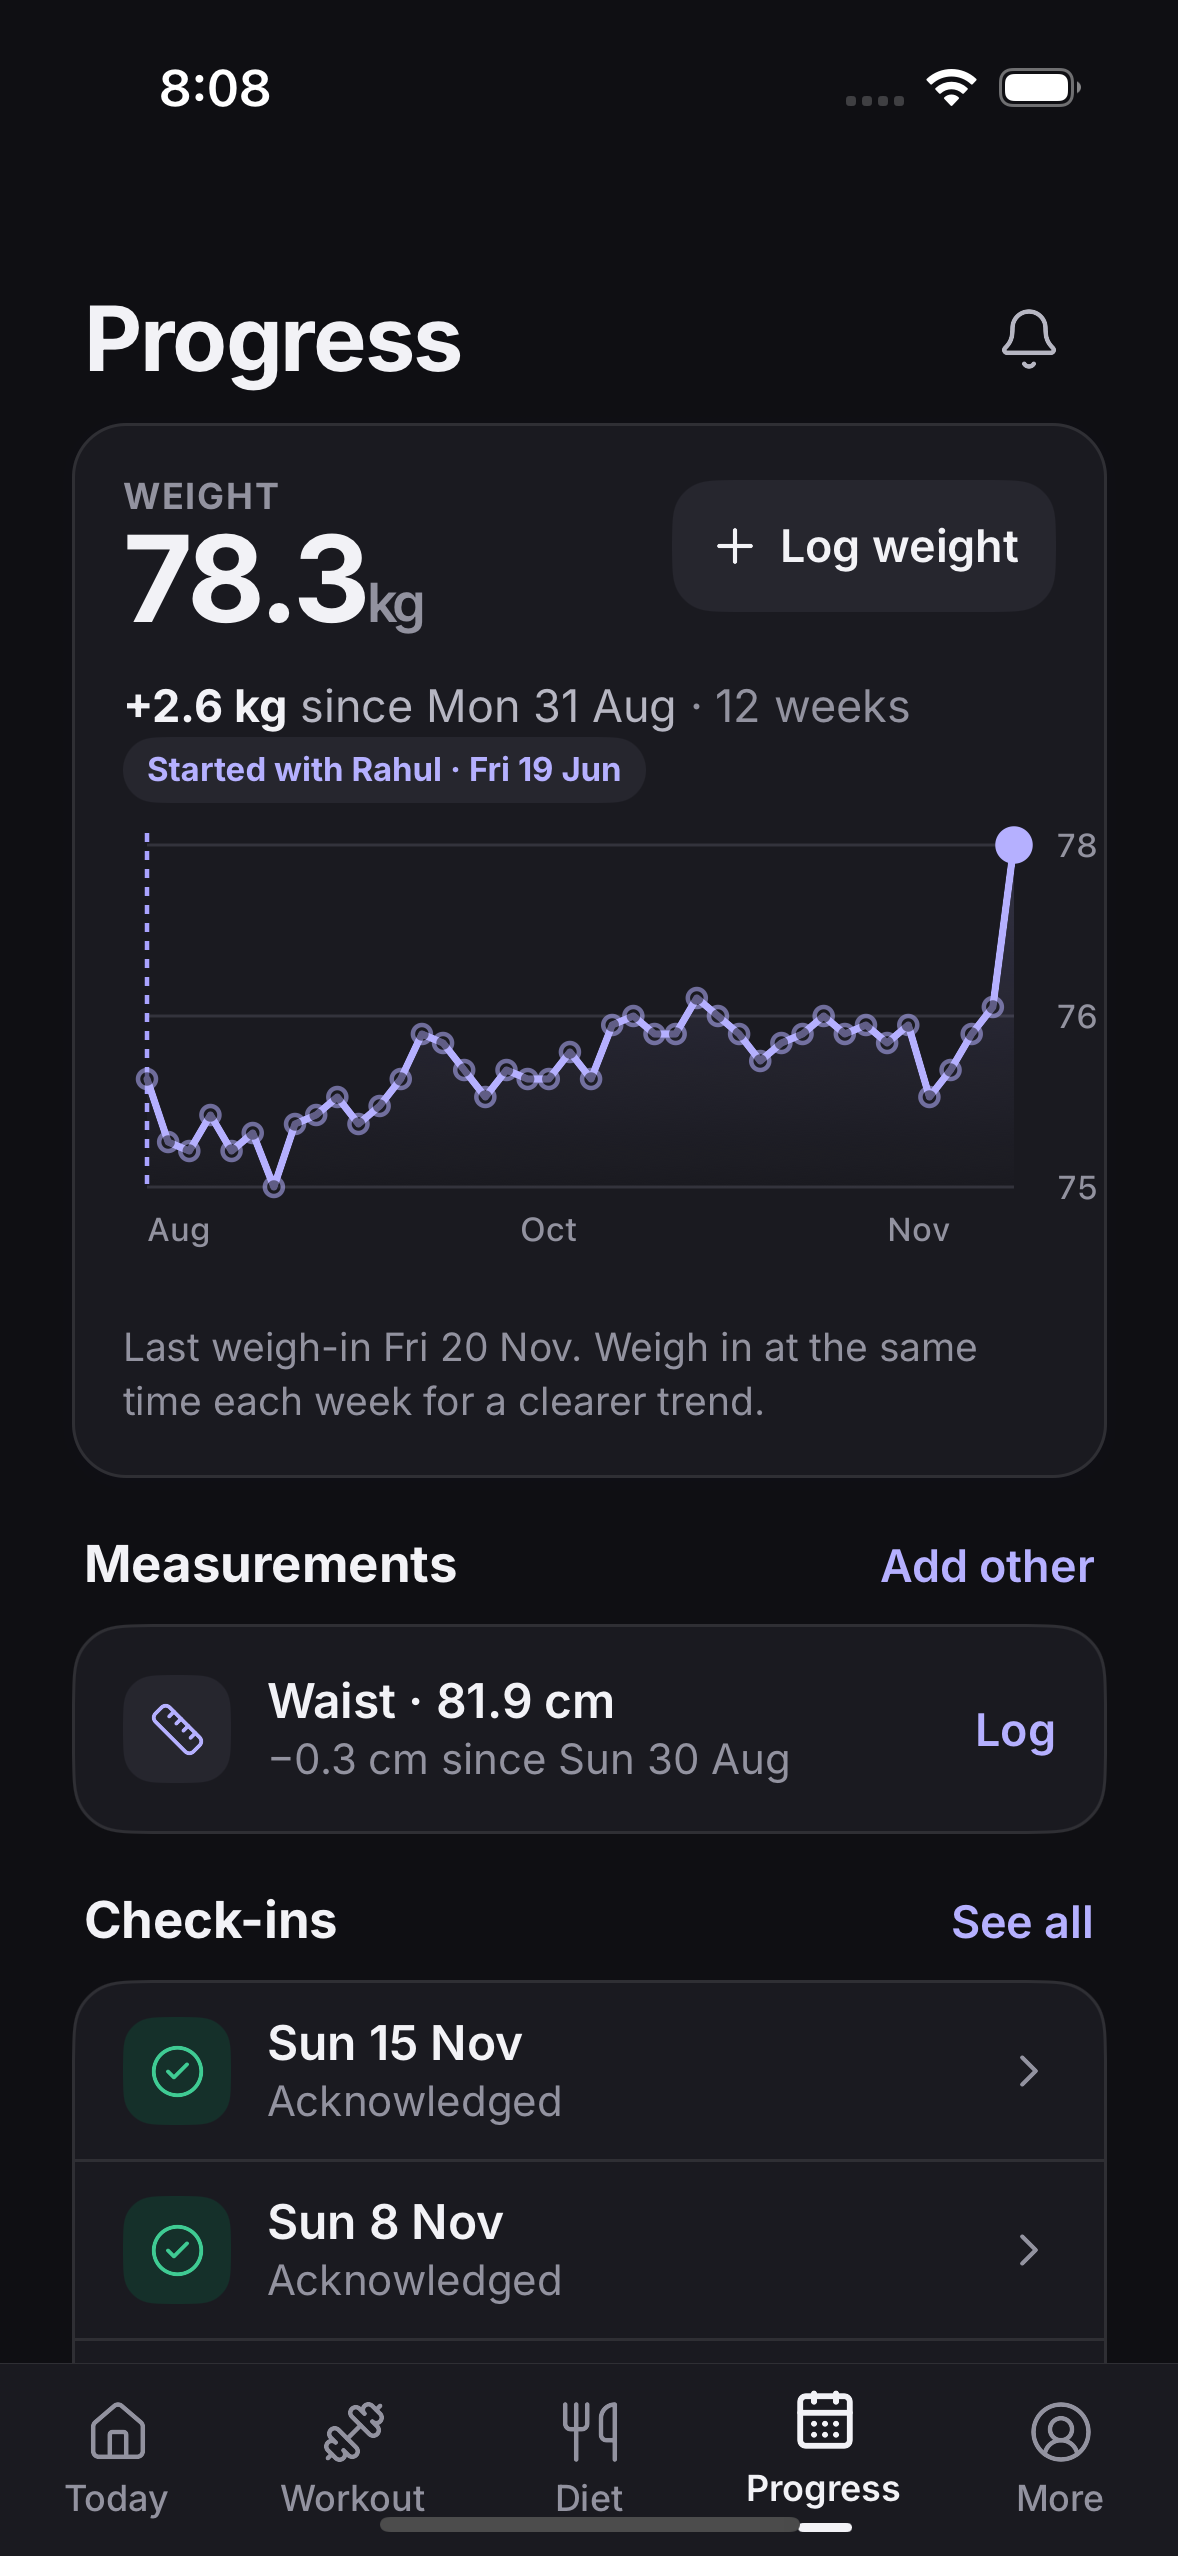 8:08
Progress
WEIGHT
78.3kg
Log weight
+2.6 kg since Mon 31 Aug · 12 weeks
Started with Rahul · Fri 19 Jun
78
76
75
Aug
Oct
Nov
Last weigh-in Fri 20 Nov. Weigh in at the same
time each week for a clearer trend.
Measurements
Add other
Waist · 81.9 cm
−0.3 cm since Sun 30 Aug
Log
Check-ins
See all
Sun 15 Nov
Acknowledged
Sun 8 Nov
Acknowledged
Today
Workout
Diet
Progress
More